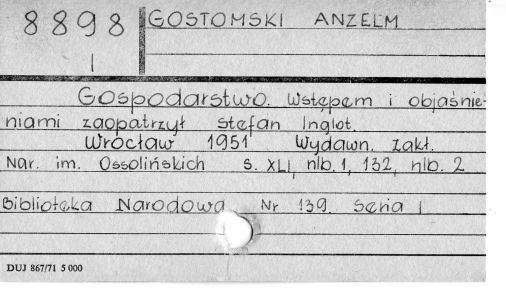 8898 GOSTOMSKI ANZELM
I
Gospodarstwo. Wstępem i objaśnie-
niami zaopatrzył Stefan Inglot.
Wrocław 1951 Wydawn. Zakł.
Nar. im. Ossolińskich s. XLI, nlb. 1, 132, nlb. 2
Biblioteka Narodowa Nr 139. Seria I
DUJ 867/71 5 000